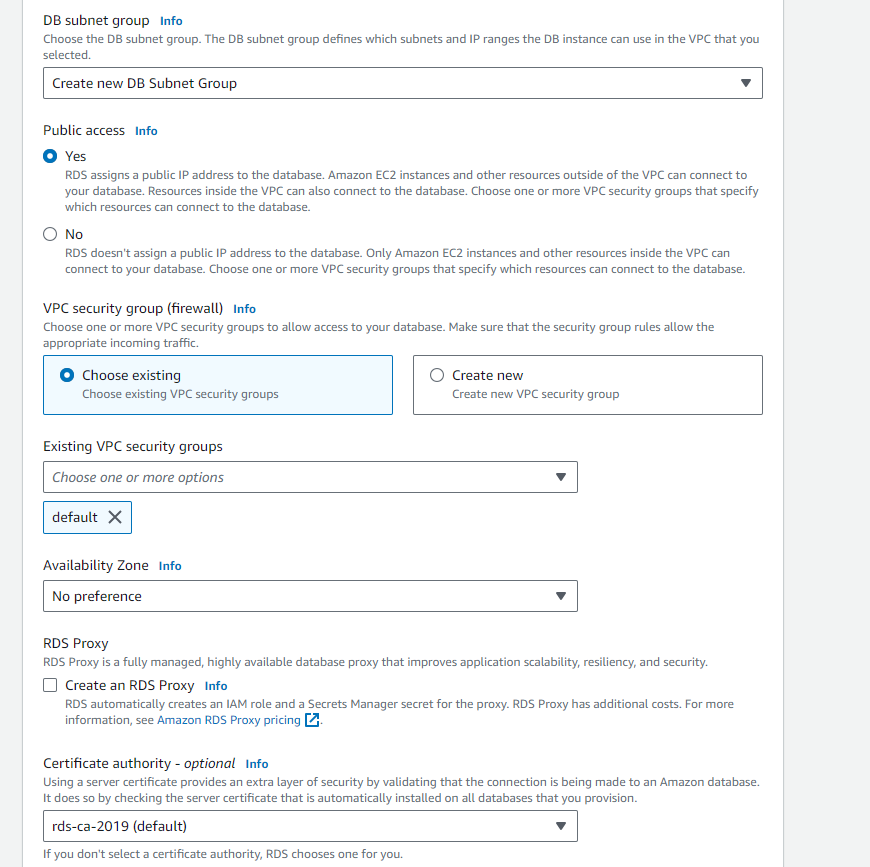 DB subnet group Info
Choose the DB subnet group. The DB subnet group defines which subnets and IP ranges the DB instance can use in the VPC that you
selected.
Create new DB Subnet Group
Public access Info
Yes
RDS assigns a public IP address to the database. Amazon EC2 instances and other resources outside of the VPC can connect to
your database. Resources inside the VPC can also connect to the database. Choose one or more VPC security groups that specify
which resources can connect to the database.
No
RDS doesn't assign a public IP address to the database. Only Amazon EC2 instances and other resources inside the VPC can
connect to your database. Choose one or more VPC security groups that specify which resources can connect to the database.
VPC security group (firewall) Info
Choose one or more VPC security groups to allow access to your database. Make sure that the security group rules allow the
appropriate incoming traffic.
Choose existing
Choose existing VPC security groups
Create new
Create new VPC security group
Existing VPC security groups
Choose one or more options
default
Availability Zone Info
No preference
RDS Proxy
RDS Proxy is a fully managed, highly available database proxy that improves application scalability, resiliency, and security.
Create an RDS Proxy Info
RDS automatically creates an IAM role and a Secrets Manager secret for the proxy. RDS Proxy has additional costs. For more
information, see Amazon RDS Proxy pricing.
Certificate authority - optional Info
Using a server certificate provides an extra layer of security by validating that the connection is being made to an Amazon database.
It does so by checking the server certificate that is automatically installed on all databases that you provision.
rds-ca-2019 (default)
If you don't select a certificate authority, RDS chooses one for you.